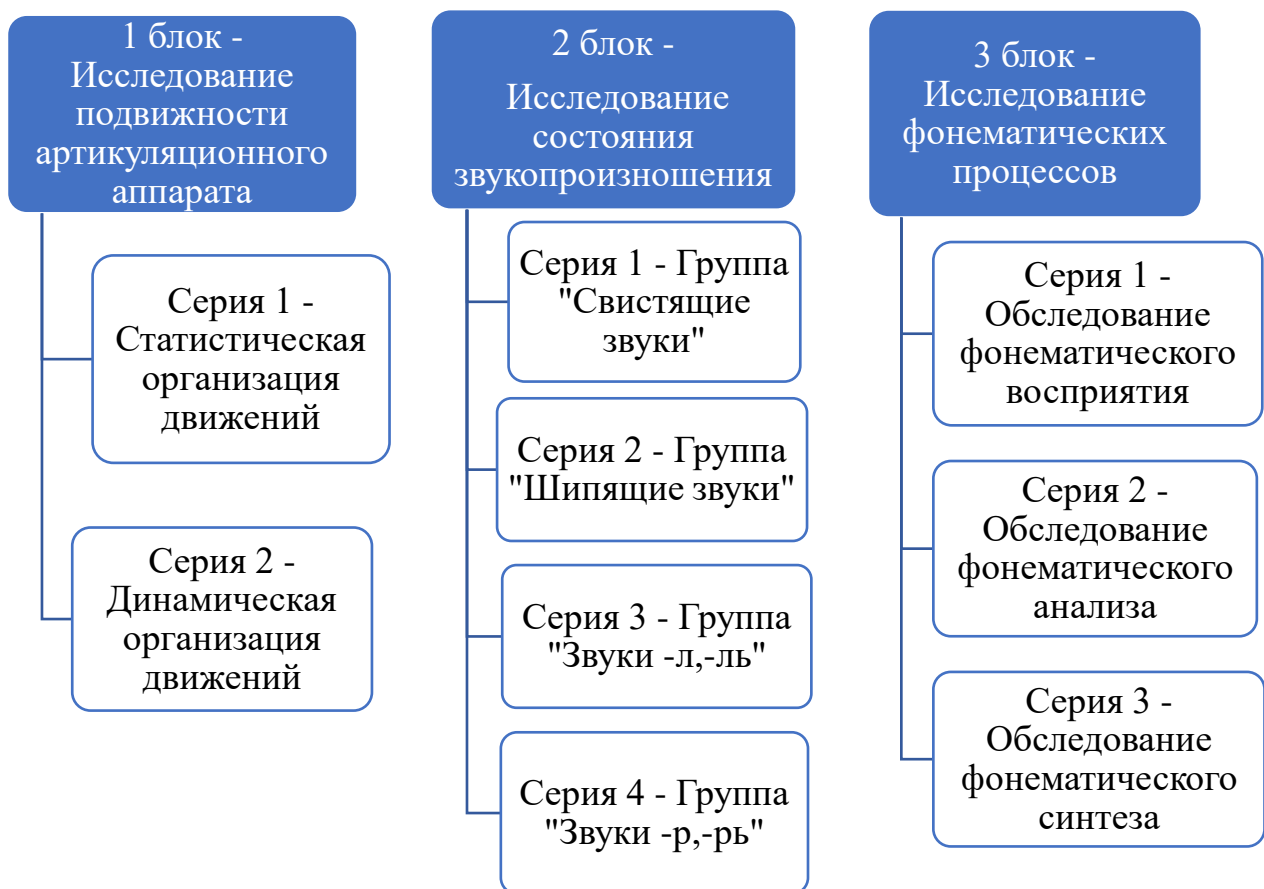 1 блок -
Исследование
подвижности
артикуляционного
аппарата
Серия 1 -
Статистическая
организация
движений
Серия 2 -
Динамическая
организация
движений
2 блок -
Исследование
состояния
звукопроизношения
Серия 1 - Группа
"Свистящие
звуки"
Серия 2 - Группа
"Шипящие звуки"
Серия 3 - Группа
"Звуки -л,-ль"
Серия 4 - Группа
"Звуки -р,-рь"
3 блок -
Исследование
фонематических
процессов
Серия 1 -
Обследование
фонематического
восприятия
Серия 2 -
Обследование
фонематического
анализа
Серия 3 -
Обследование
фонематического
синтеза